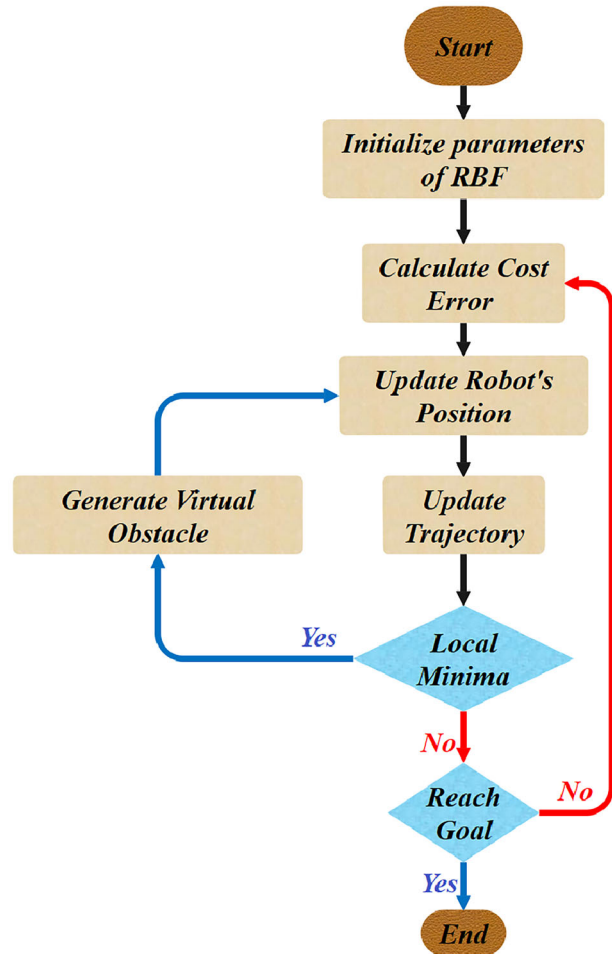 Start
Initialize parameters
of RBF
Calculate Cost
Error
Update Robot's
Position
Generate Virtual
Obstacle
Update
Trajectory
Yes
Local
Minima
No
Reach
Goal
No
Yes
End